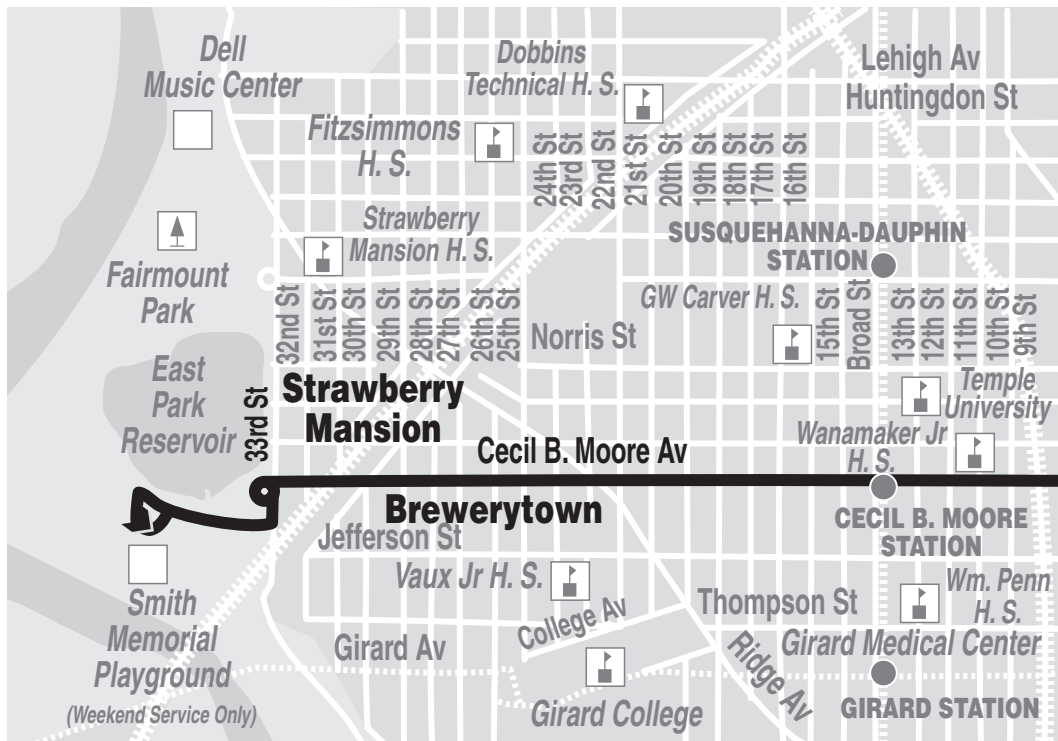 Dell
Music Center
Dobbins
Technical H. S.
Lehigh Av
Huntingdon St
Fitzsimmons
H. S.
24th St
23rd St
22nd St
21st St
20th St
19th St
18th St
17th St
16th St
Strawberry
Mansion H. S.
SUSQUEHANNA-DAUPHIN
STATION
Fairmount
Park
32nd St
31st St
30th St
29th St
28th St
27th St
26th St
25th St
Norris St
GW Carver H. S.
15th St
Broad St
13th St
12th St
11th St
10th St
9th St
East
Park
Reservoir
33rd St
Strawberry
Mansion
Temple
University
Cecil B. Moore Av
Wanamaker Jr
H. S.
Brewerytown
CECIL B. MOORE
STATION
Jefferson St
Vaux Jr H. S.
Smith
Memorial
Playground
(Weekend Service Only)
College Av
Thompson St
Wm. Penn
H. S.
Girard Av
Ridge Av
Girard Medical Center
Girard College
GIRARD STATION